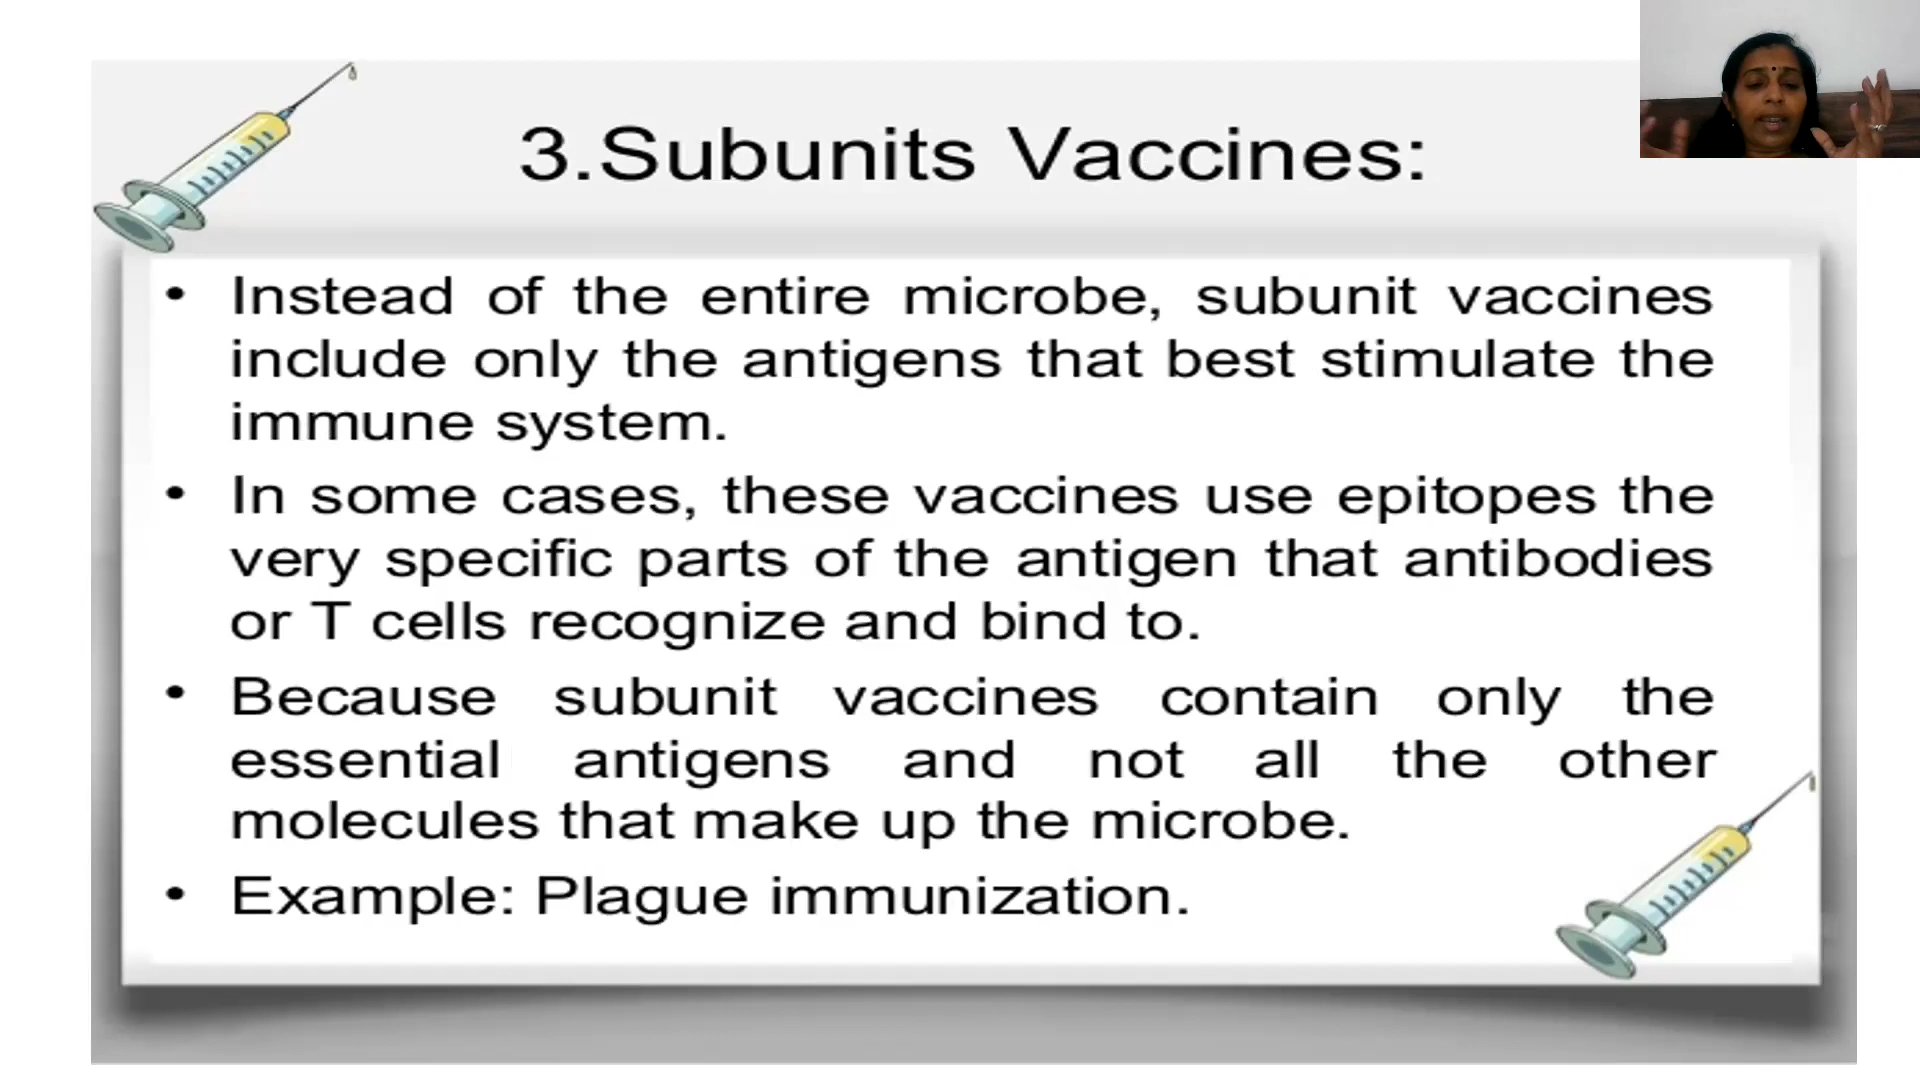 3.Subunits Vaccines:
• Instead of the entire microbe, subunit vaccines
include only the antigens that best stimulate the
immune system.
• In some cases, these vaccines use epitopes the
very specific parts of the antigen that antibodies
or T cells recognize and bind to.
• Because subunit vaccines contain only the
essential antigens and not all the other
molecules that make up the microbe.
• Example: Plague immunization.